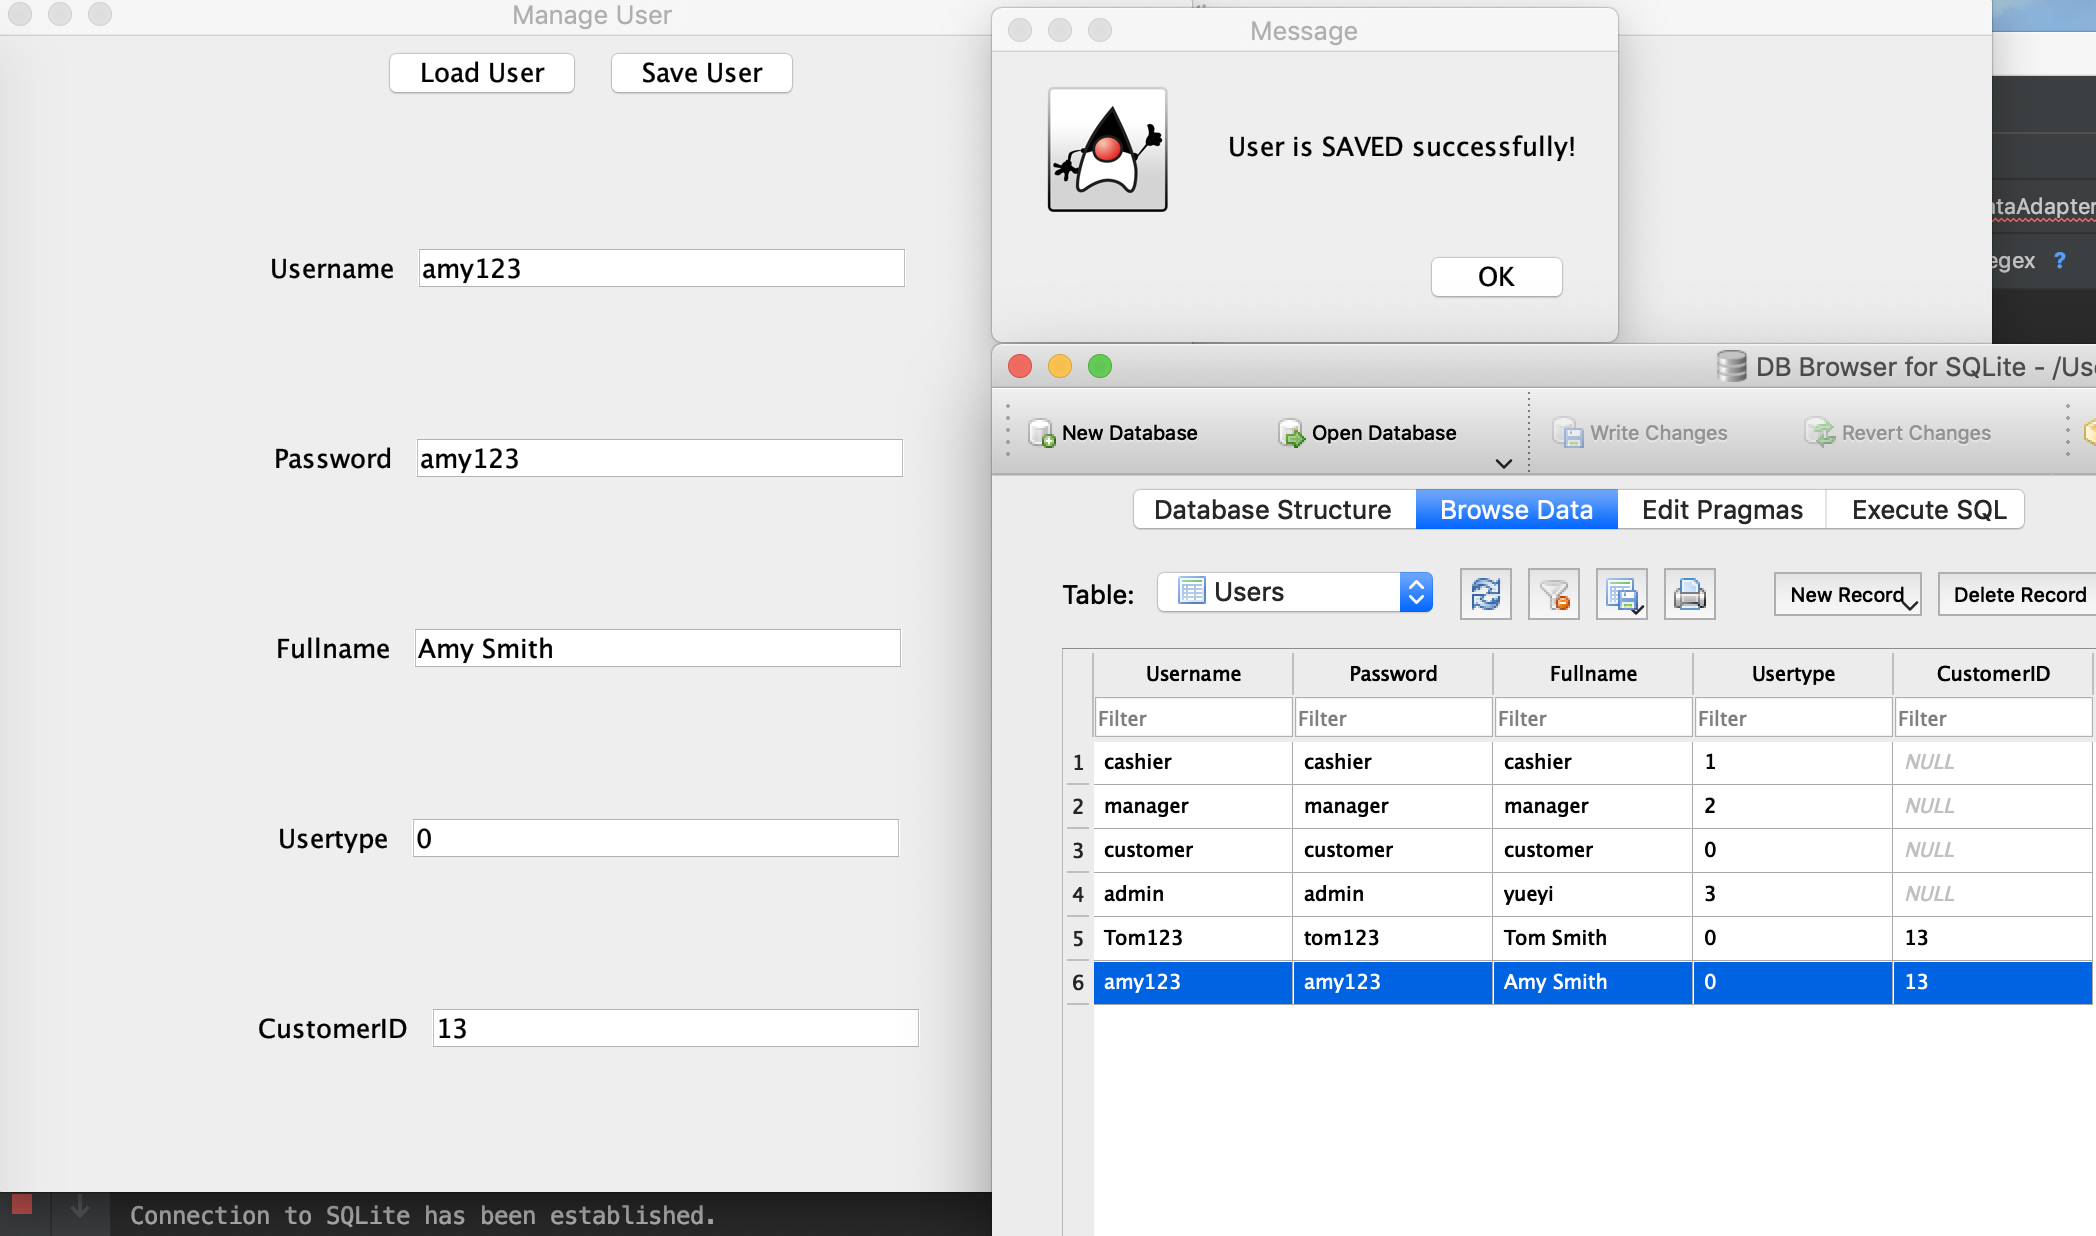 Manage User
Load User
Save User
Username amy123
Password amy123
Fullname Amy Smith
Usertype 0
CustomerID 13
Message
User is SAVED successfully!
OK
?
DB Browser for SQLite -
New Database
Open Database
Write Changes
Revert Changes
Database Structure
Browse Data
Edit Pragmas
Execute SQL
Table: Users
New Record
Delete Record
Username Password Fullname Usertype CustomerID
Filter Filter Filter Filter Filter
1 cashier cashier cashier 1 NULL
2 manager manager manager 2 NULL
3 customer customer customer 0 NULL
4 admin admin yueyi 3 NULL
5 Tom123 tom123 Tom Smith 0 13
6 amy123 amy123 Amy Smith 0 13
Connection to SQLite has been established.